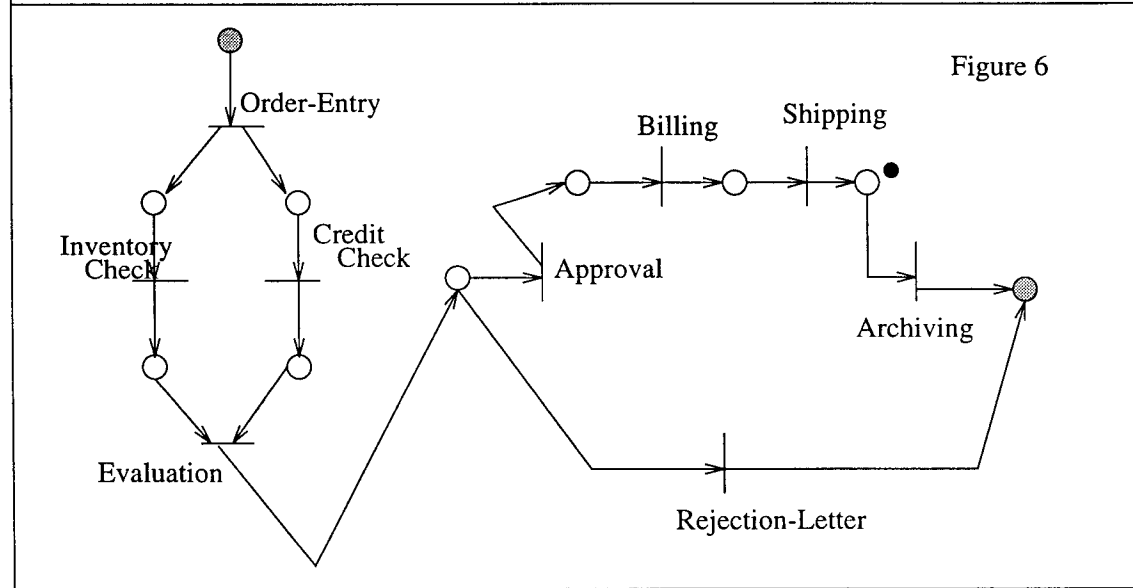 Figure 6
Order-Entry
Billing
Shipping
Inventory
Check
Credit
Check
Approval
Archiving
Evaluation
Rejection-Letter